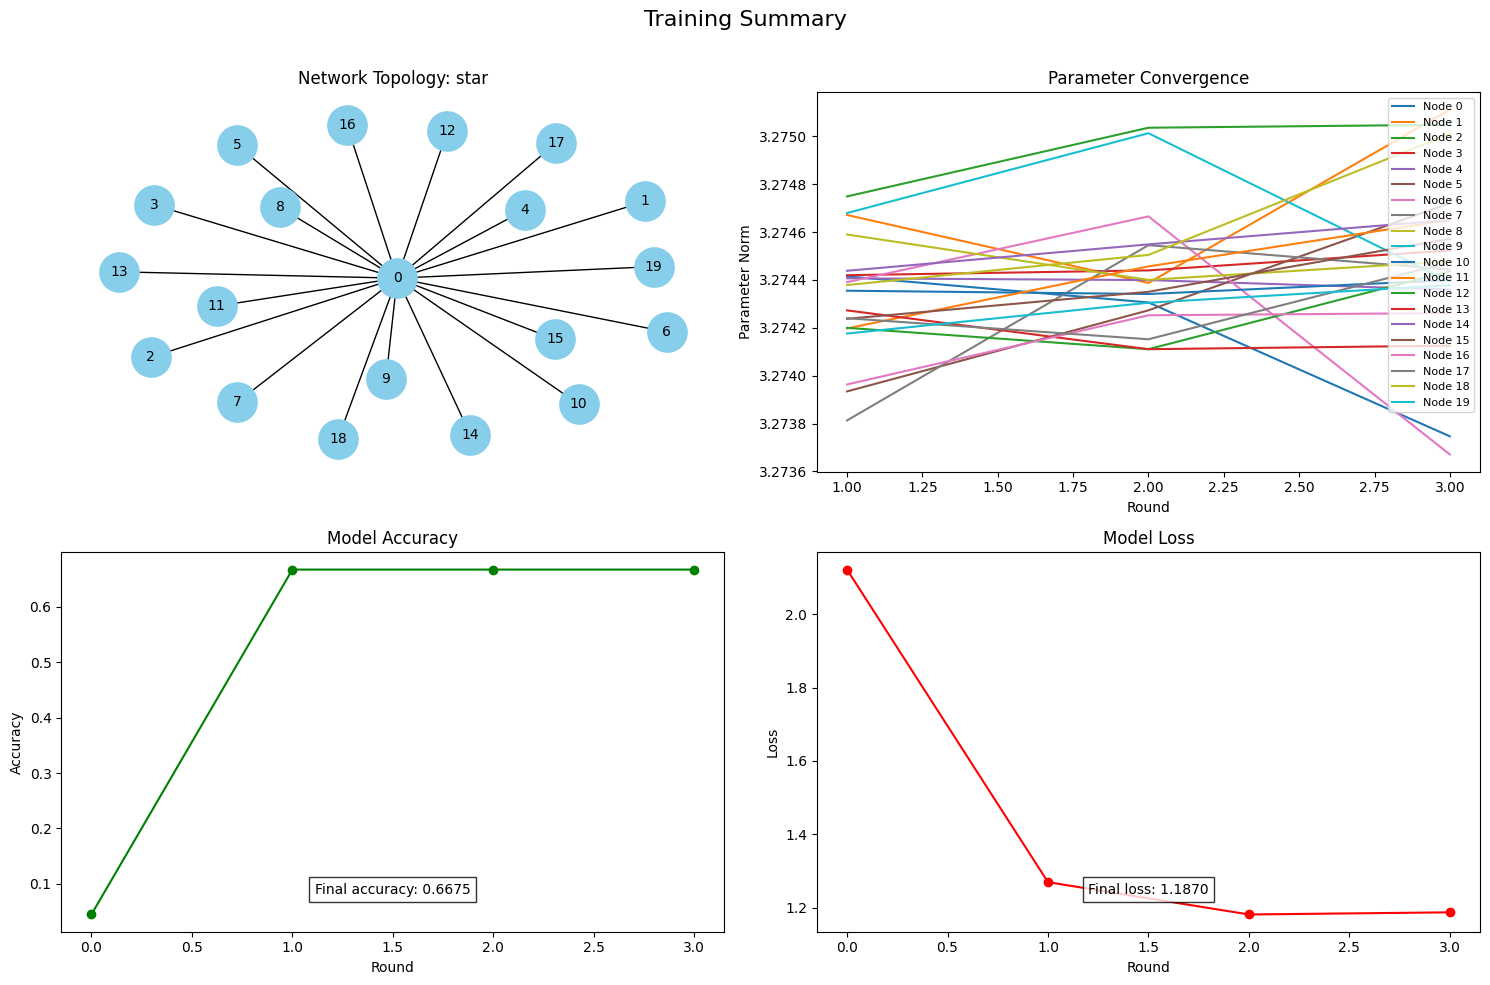 Training Summary
Network Topology: star
16
12
5
17
1
3
8
4
0
19
13
11
6
15
2
9
7
10
14
18
Parameter Convergence
Parameter Norm
3.2750
3.2748
3.2746
3.2744
3.2742
3.2740
3.2738
3.2736
1.00 1.25 1.50 1.75 2.00 2.25 2.50 2.75 3.00
Round
Node 0
Node 1
Node 2
Node 3
Node 4
Node 5
Node 6
Node 7
Node 8
Node 9
Node 10
Node 11
Node 12
Node 13
Node 14
Node 15
Node 16
Node 17
Node 18
Node 19
Model Accuracy
Accuracy
0.6
0.5
0.4
0.3
0.2
0.1
Final accuracy: 0.6675
0.0 0.5 1.0 1.5 2.0 2.5 3.0
Round
Model Loss
Loss
2.0
1.8
1.6
1.4
1.2
Final loss: 1.1870
0.0 0.5 1.0 1.5 2.0 2.5 3.0
Round